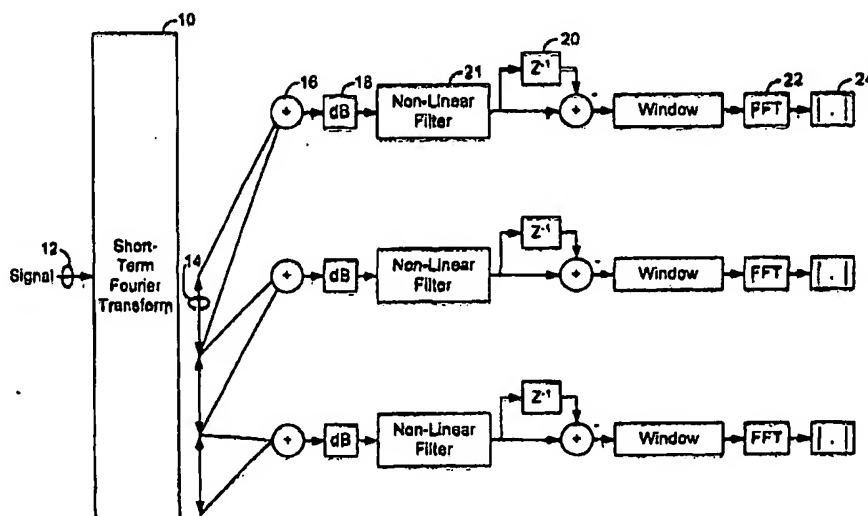 10
16
18
21
20
Z⁻¹
24
22
+
dB
Non-Linear
Filter
+
-
Window
FFT
| . |
12
Signal
Short-
Term
Fourier
Transform
14
Z⁻¹
+
dB
Non-Linear
Filter
+
-
Window
FFT
| . |
Z⁻¹
+
dB
Non-Linear
Filter
+
-
Window
FFT
| . |